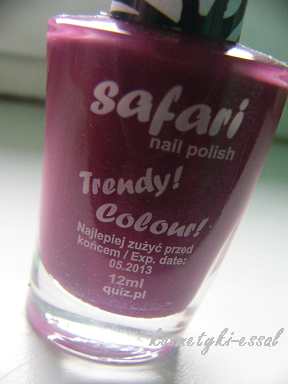 safari
nail polish
Trendy!
Colour!
Najlepiej zużyć przed
końcem / Exp. date:
05.2013
12ml
quiz.pl
kosmetyki-essal